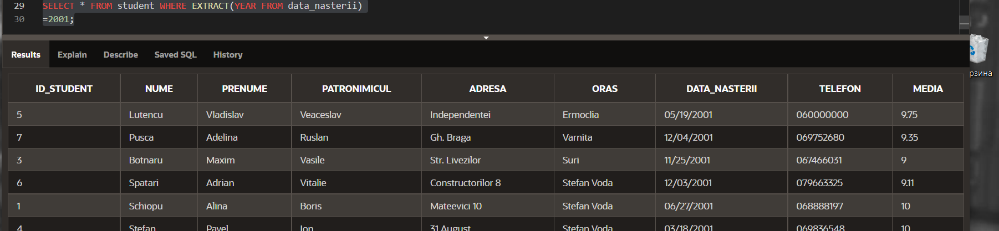 29 SELECT * FROM student WHERE EXTRACT(YEAR FROM data_nasterii)
30 =2001;
Results Explain Describe Saved SQL History
рзина
ID_STUDENT NUME PRENUME PATRONIMICUL ADRESA ORAS DATA_NASTERII TELEFON MEDIA
5 Lutencu Vladislav Veaceslav Independentei Ermoclia 05/19/2001 060000000 9.75
7 Pusca Adelina Ruslan Gh. Braga Varnita 12/04/2001 069752680 9.35
3 Botnaru Maxim Vasile Str. Livezilor Suri 11/25/2001 067466031 9
6 Spatari Adrian Vitalie Constructorilor 8 Stefan Voda 12/03/2001 079663325 9.11
1 Schiopu Alina Boris Mateevici 10 Stefan Voda 06/27/2001 068888197 10
4 Stefan Pavel Ion 31 August Stefan Voda 03/18/2001 069836548 10